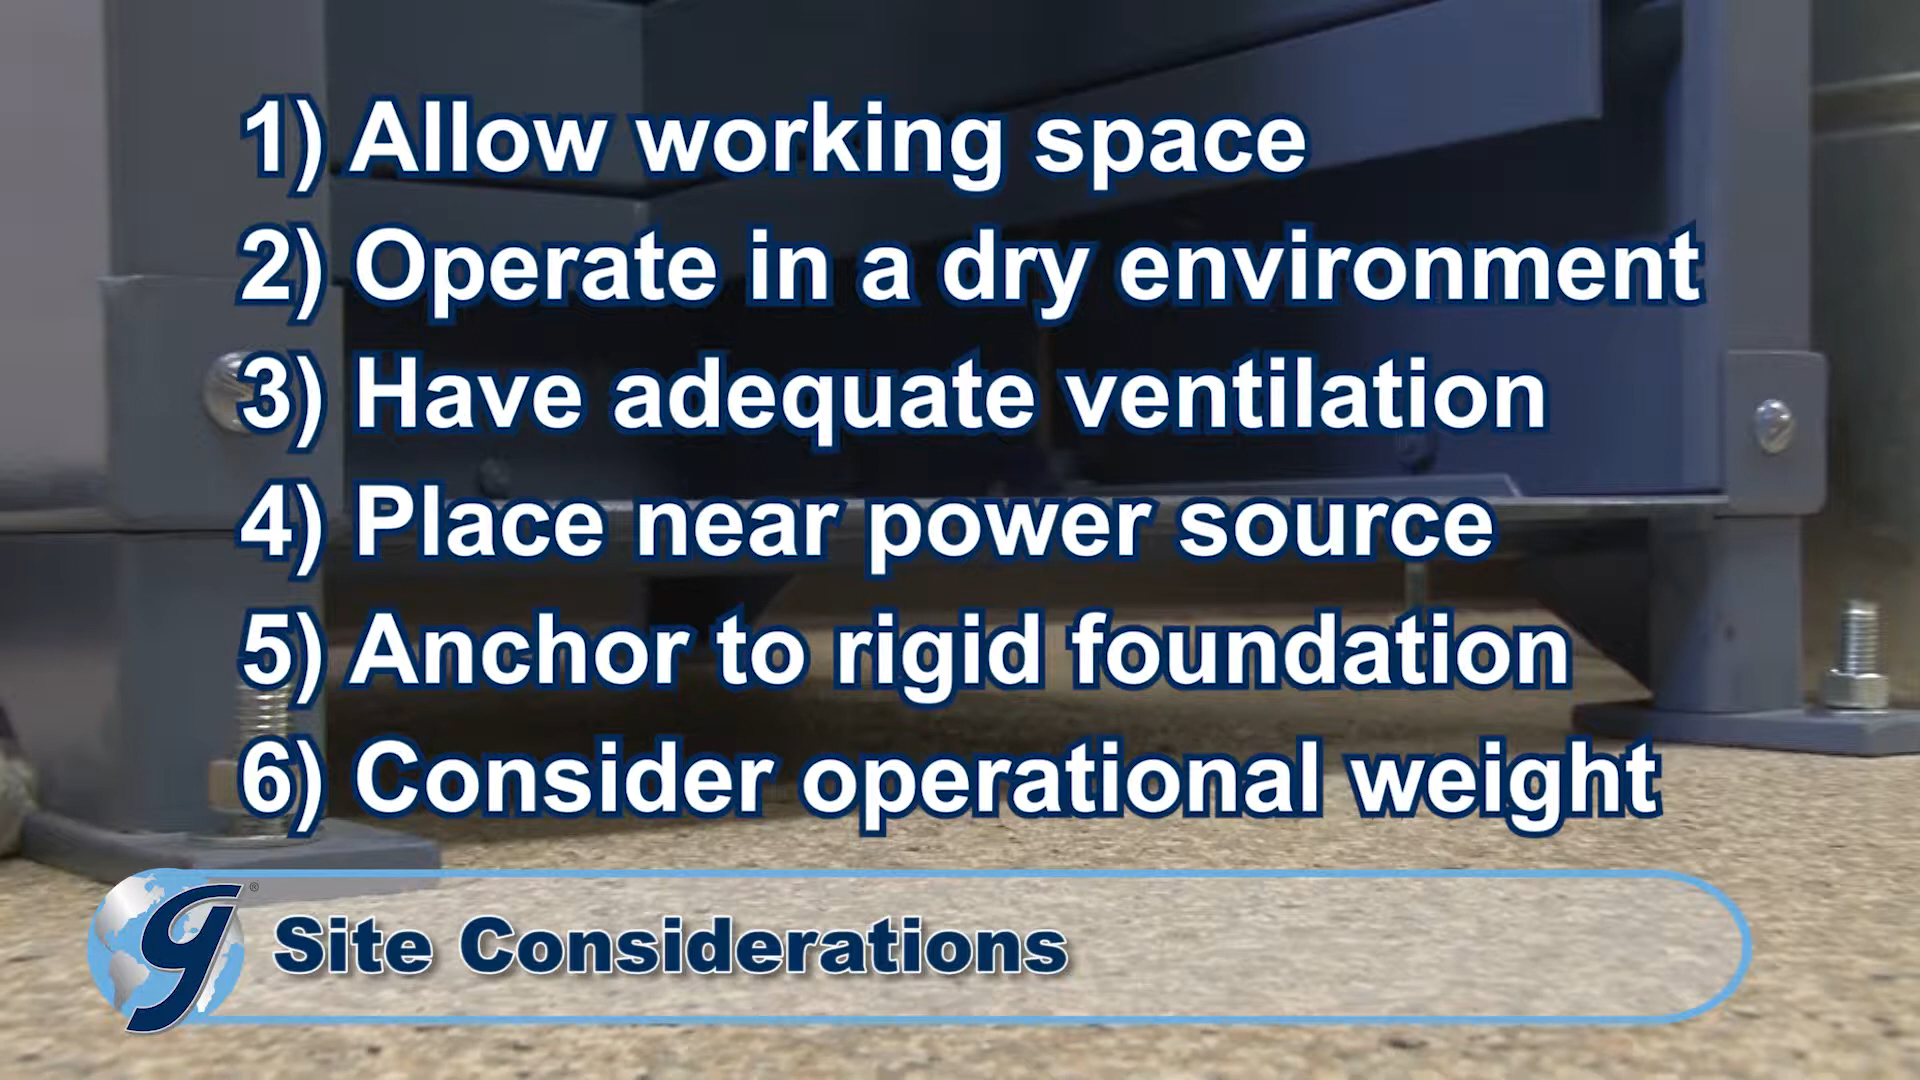 1) Allow working space
2) Operate in a dry environment
3) Have adequate ventilation
4) Place near power source
5) Anchor to rigid foundation
6) Consider operational weight
g ®
Site Considerations